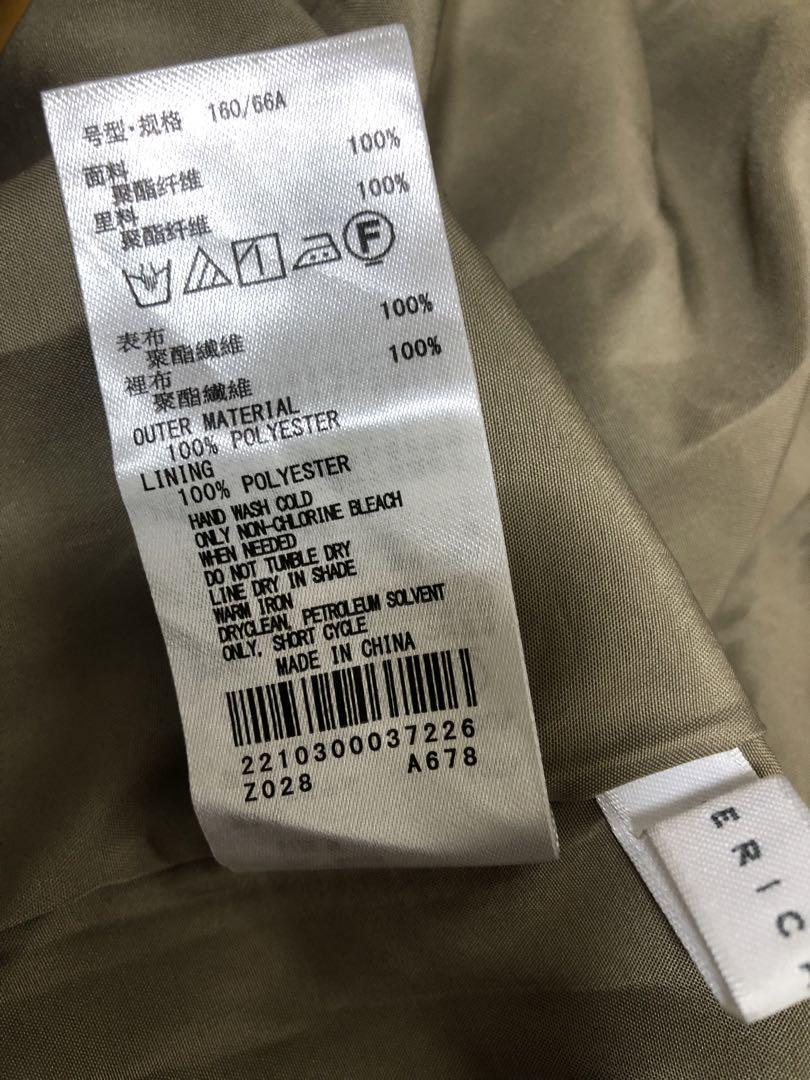 号型·规格 160/66A
面料 100%
聚酯纤维
里料 100%
聚酯纤维
F
表布 100%
聚酯纖維
裡布 100%
聚酯纖維
OUTER MATERIAL
100% POLYESTER
LINING
100% POLYESTER
HAND WASH COLD
ONLY NON-CHLORINE BLEACH
WHEN NEEDED
DO NOT TUMBLE DRY
LINE DRY IN SHADE
WARM IRON
DRYCLEAN, PETROLEUM SOLVENT
ONLY, SHORT CYCLE
MADE IN CHINA
2210300037226
Z028 A678
ERIC